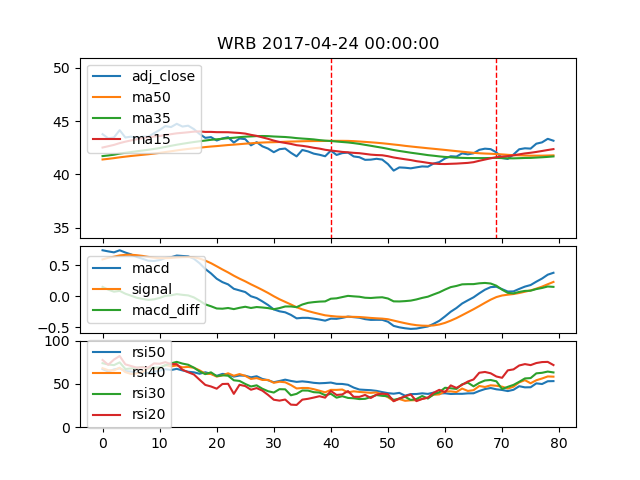 WRB 2017-04-24 00:00:00
50
45
40
35
adj_close
ma50
ma35
ma15
0.5
0.0
−0.5
macd
signal
macd_diff
100
50
0
rsi50
rsi40
rsi30
rsi20
0 10 20 30 40 50 60 70 80